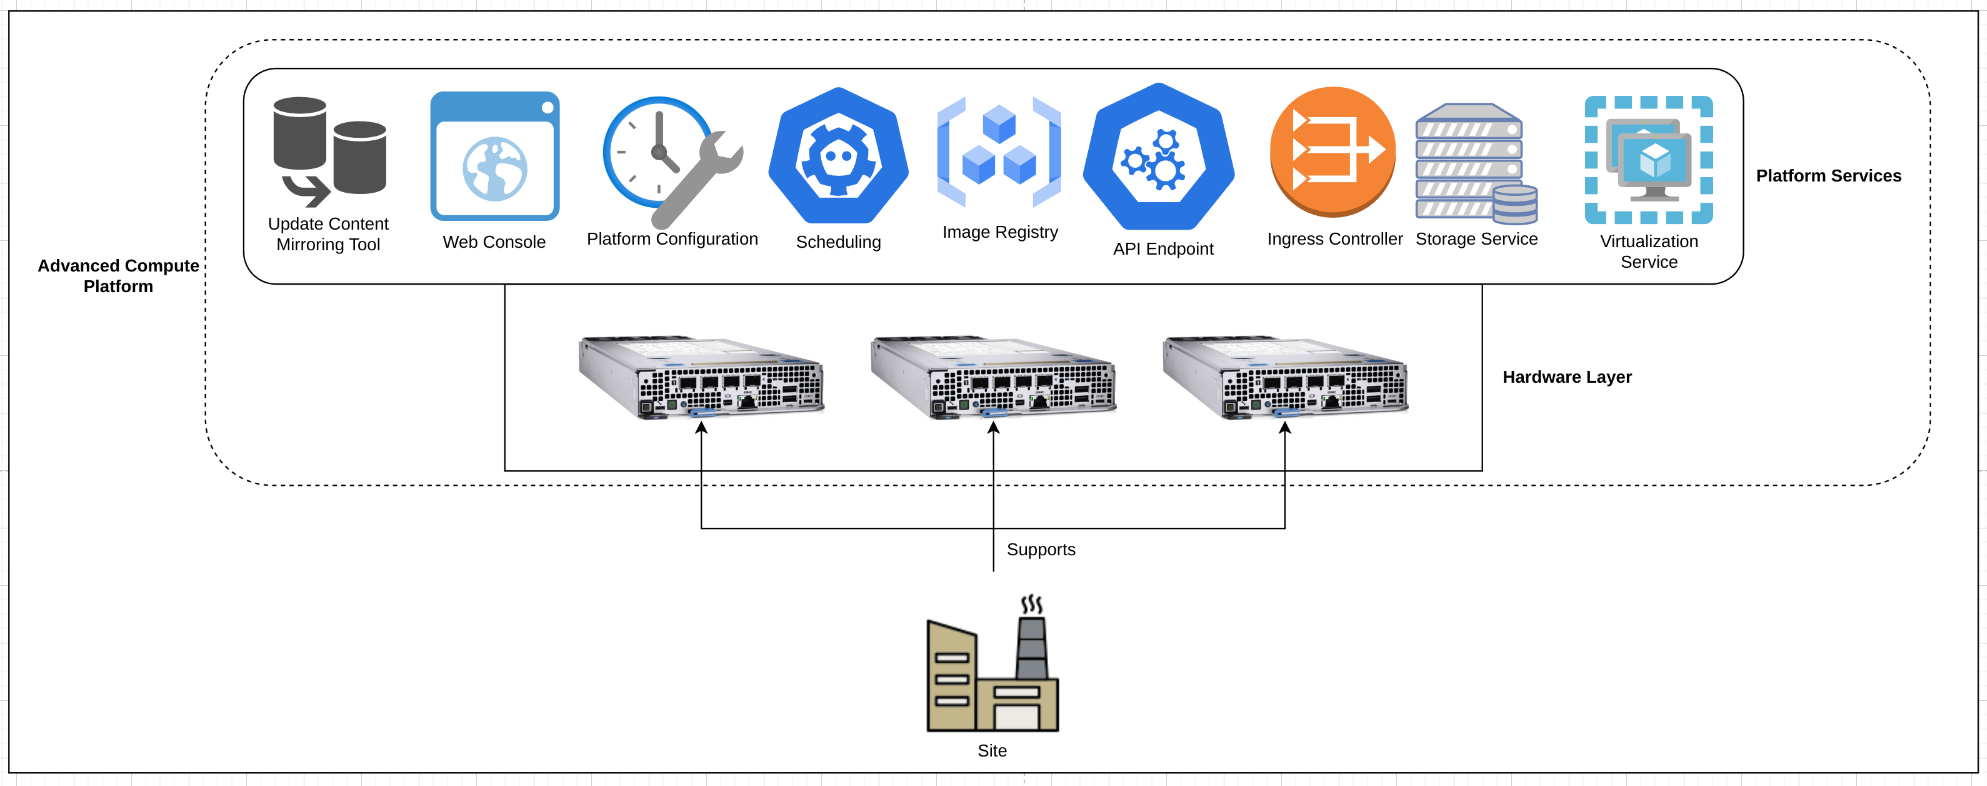 Update Content
Mirroring Tool
Web Console
Platform Configuration
Scheduling
Image Registry
API Endpoint
Ingress Controller
Storage Service
Virtualization
Service
Platform Services
Advanced Compute
Platform
Hardware Layer
Supports
Site